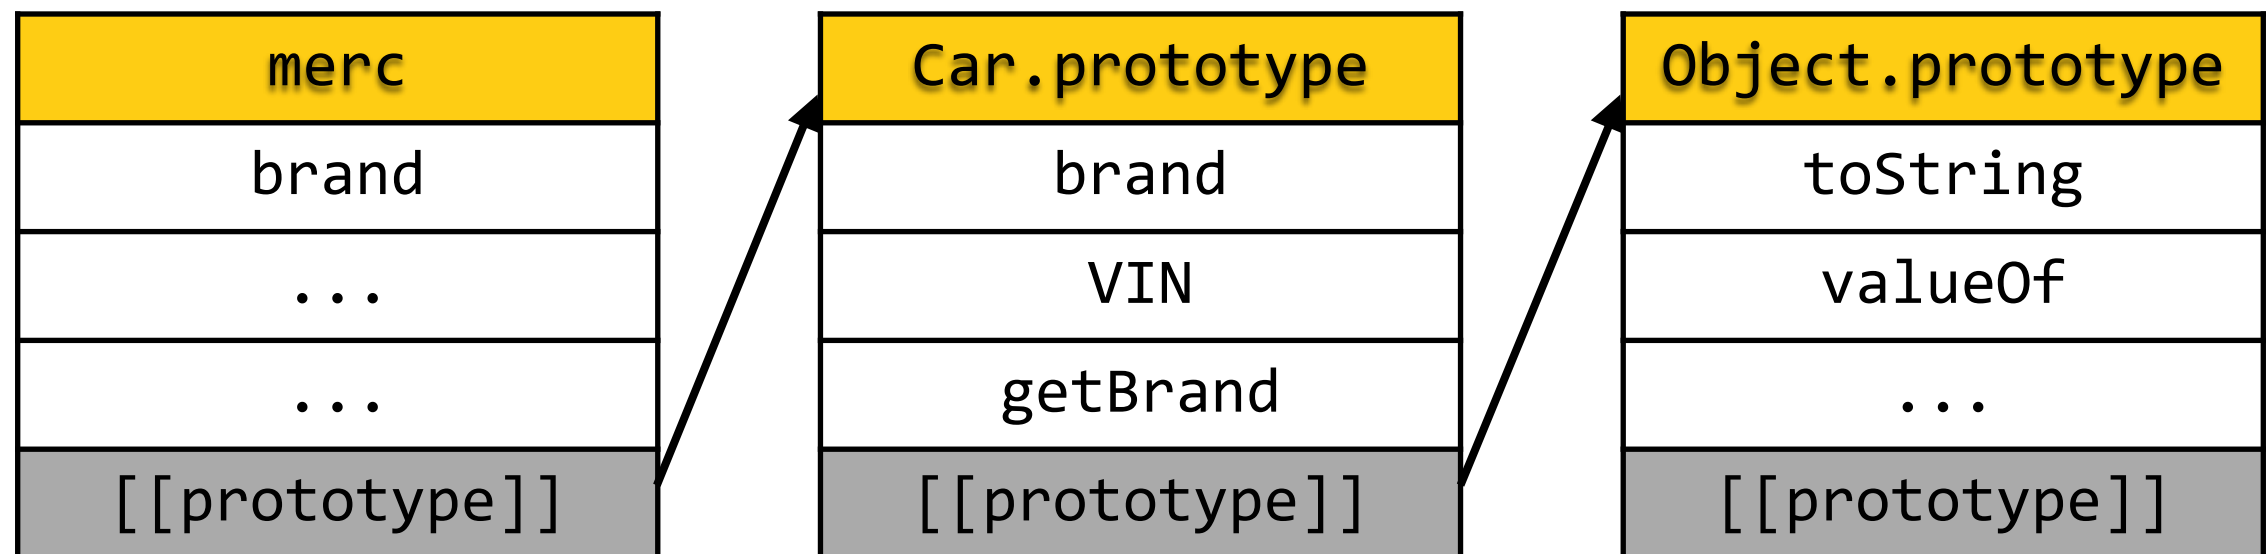 merc
brand
...
...
[[prototype]]
Car.prototype
brand
VIN
getBrand
[[prototype]]
Object.prototype
toString
valueOf
...
[[prototype]]